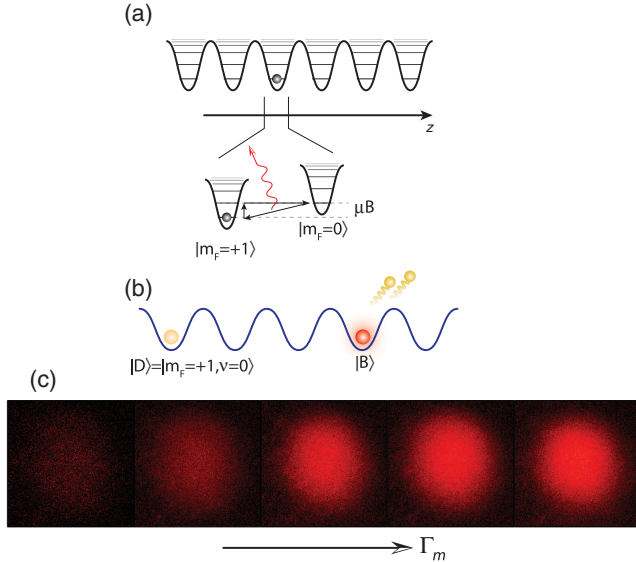 (a)
z
μB
|m_F=+1⟩
|m_F=0⟩
(b)
|D⟩=|m_F=+1,ν=0⟩
|B⟩
(c)
Γ_m